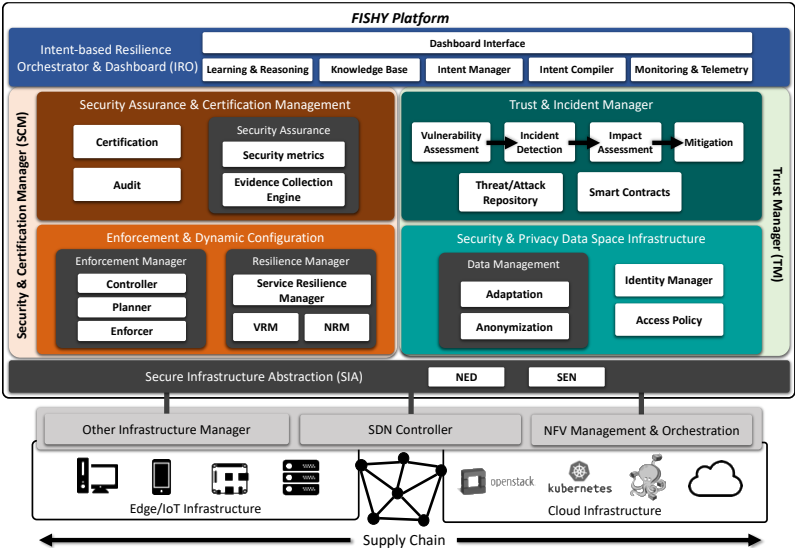 FISHY Platform
Intent-based Resilience
Orchestrator & Dashboard (IRO)
Dashboard Interface
Learning & Reasoning
Knowledge Base
Intent Manager
Intent Compiler
Monitoring & Telemetry
Security & Certification Manager (SCM)
Security Assurance & Certification Management
Certification
Audit
Security Assurance
Security metrics
Evidence Collection
Engine
Trust & Incident Manager
Vulnerability
Assessment
Incident
Detection
Impact
Assessment
Mitigation
Threat/Attack
Repository
Smart Contracts
Trust Manager (TM)
Enforcement & Dynamic Configuration
Enforcement Manager
Controller
Planner
Enforcer
Resilience Manager
Service Resilience
Manager
VRM
NRM
Security & Privacy Data Space Infrastructure
Data Management
Adaptation
Anonymization
Identity Manager
Access Policy
Secure Infrastructure Abstraction (SIA)
NED
SEN
Other Infrastructure Manager
SDN Controller
NFV Management & Orchestration
openstack
kubernetes
Edge/IoT Infrastructure
Cloud Infrastructure
Supply Chain